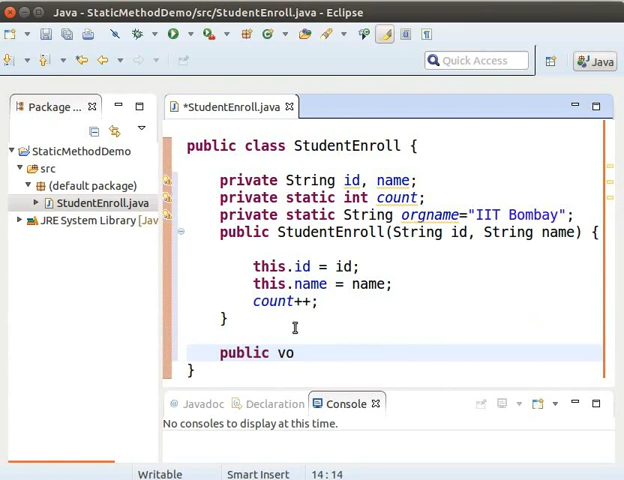 Java - StaticMethodDemo/src/StudentEnroll.java - Eclipse
Quick Access
Java
Package ...
*StudentEnroll.java
StaticMethodDemo
src
(default package)
StudentEnroll.java
JRE System Library [Jav
public class StudentEnroll {
private String id, name;
private static int count;
private static String orgname="IIT Bombay";
public StudentEnroll(String id, String name) {
this.id = id;
this.name = name;
count++;
}
public vo
}
Javadoc
Declaration
Console
No consoles to display at this time.
Writable
Smart Insert
14 : 14